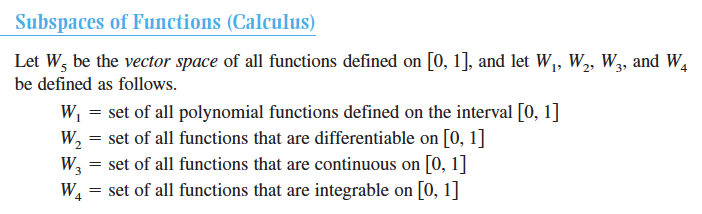 Subspaces of Functions (Calculus)
Let W₅ be the vector space of all functions defined on [0, 1], and let W₁, W₂, W₃, and W₄
be defined as follows.
W₁ = set of all polynomial functions defined on the interval [0, 1]
W₂ = set of all functions that are differentiable on [0, 1]
W₃ = set of all functions that are continuous on [0, 1]
W₄ = set of all functions that are integrable on [0, 1]